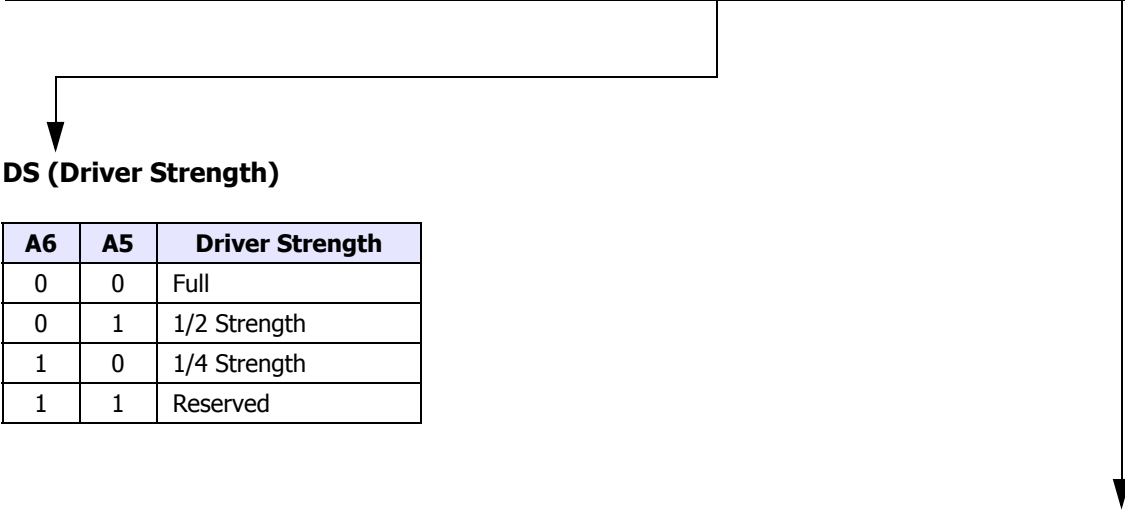 DS (Driver Strength)
A6 A5 Driver Strength
0 0 Full
0 1 1/2 Strength
1 0 1/4 Strength
1 1 Reserved